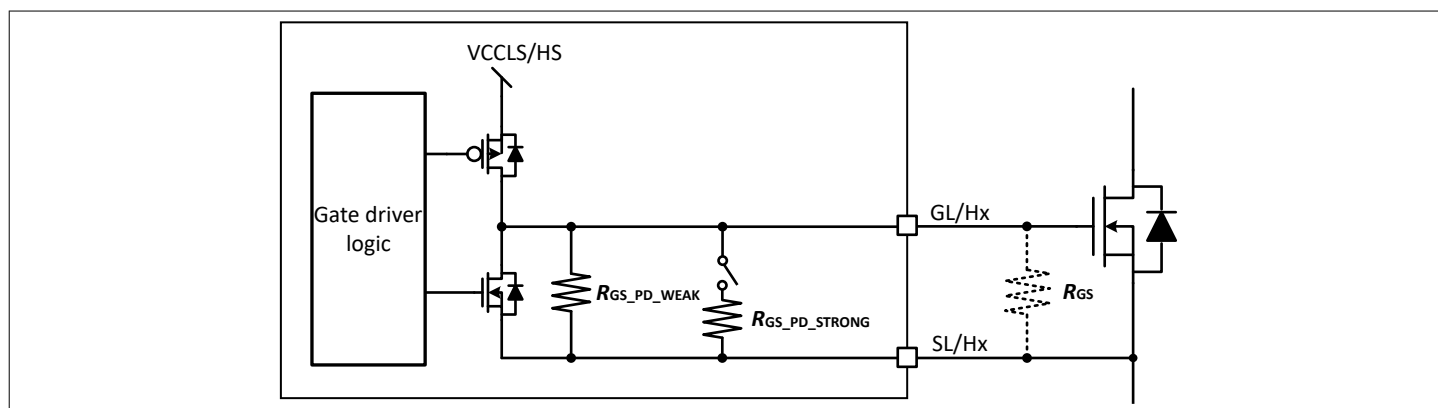 VCCLS/HS
Gate driver
logic
GL/Hx
RGS_PD_WEAK
RGS_PD_STRONG
RGS
SL/Hx